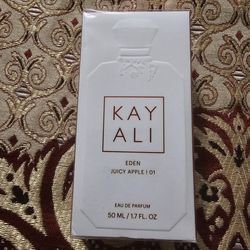 KAY
ALI
EDEN
JUICY APPLE | 01
EAU DE PARFUM
50 ML / 1.7 FL. OZ